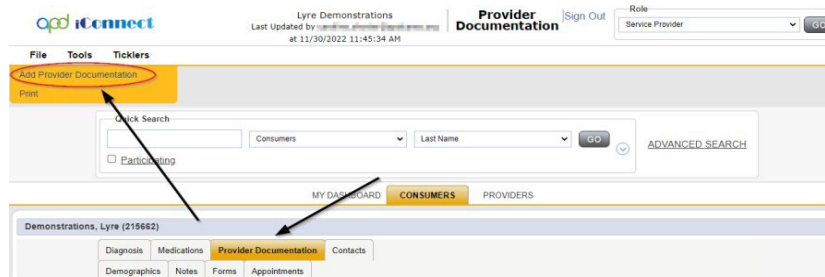 apd iConnect
Lyre Demonstrations
Last Updated by
at 11/30/2022 11:45:34 AM
Provider
Documentation
Sign Out
Role
Service Provider
GO
File Tools Ticklers
Add Provider Documentation
Print
Quick Search
Consumers
Last Name
GO
ADVANCED SEARCH
Participating
MY DASHBOARD CONSUMERS PROVIDERS
Demonstrations, Lyre (215662)
Diagnosis Medications Provider Documentation Contacts
Demographics Notes Forms Appointments